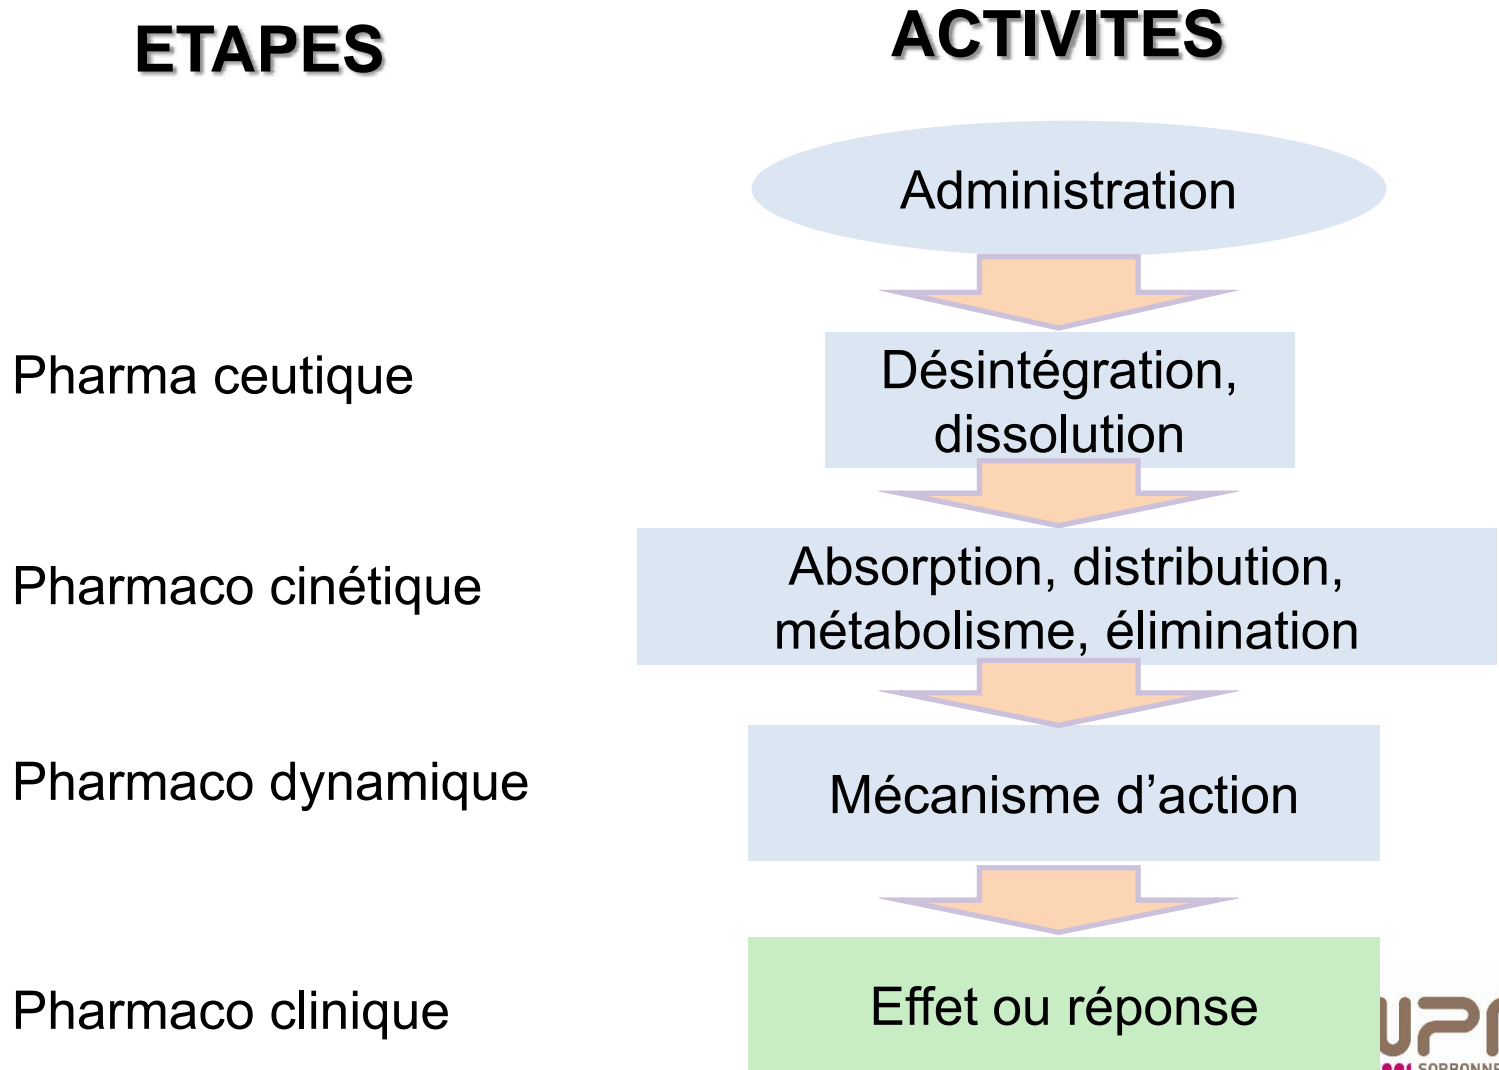 ETAPES
ACTIVITES
Administration
Pharma ceutique
Désintégration,
dissolution
Pharmaco cinétique
Absorption, distribution,
métabolisme, élimination
Pharmaco dynamique
Mécanisme d’action
Pharmaco clinique
Effet ou réponse
SORBONNE